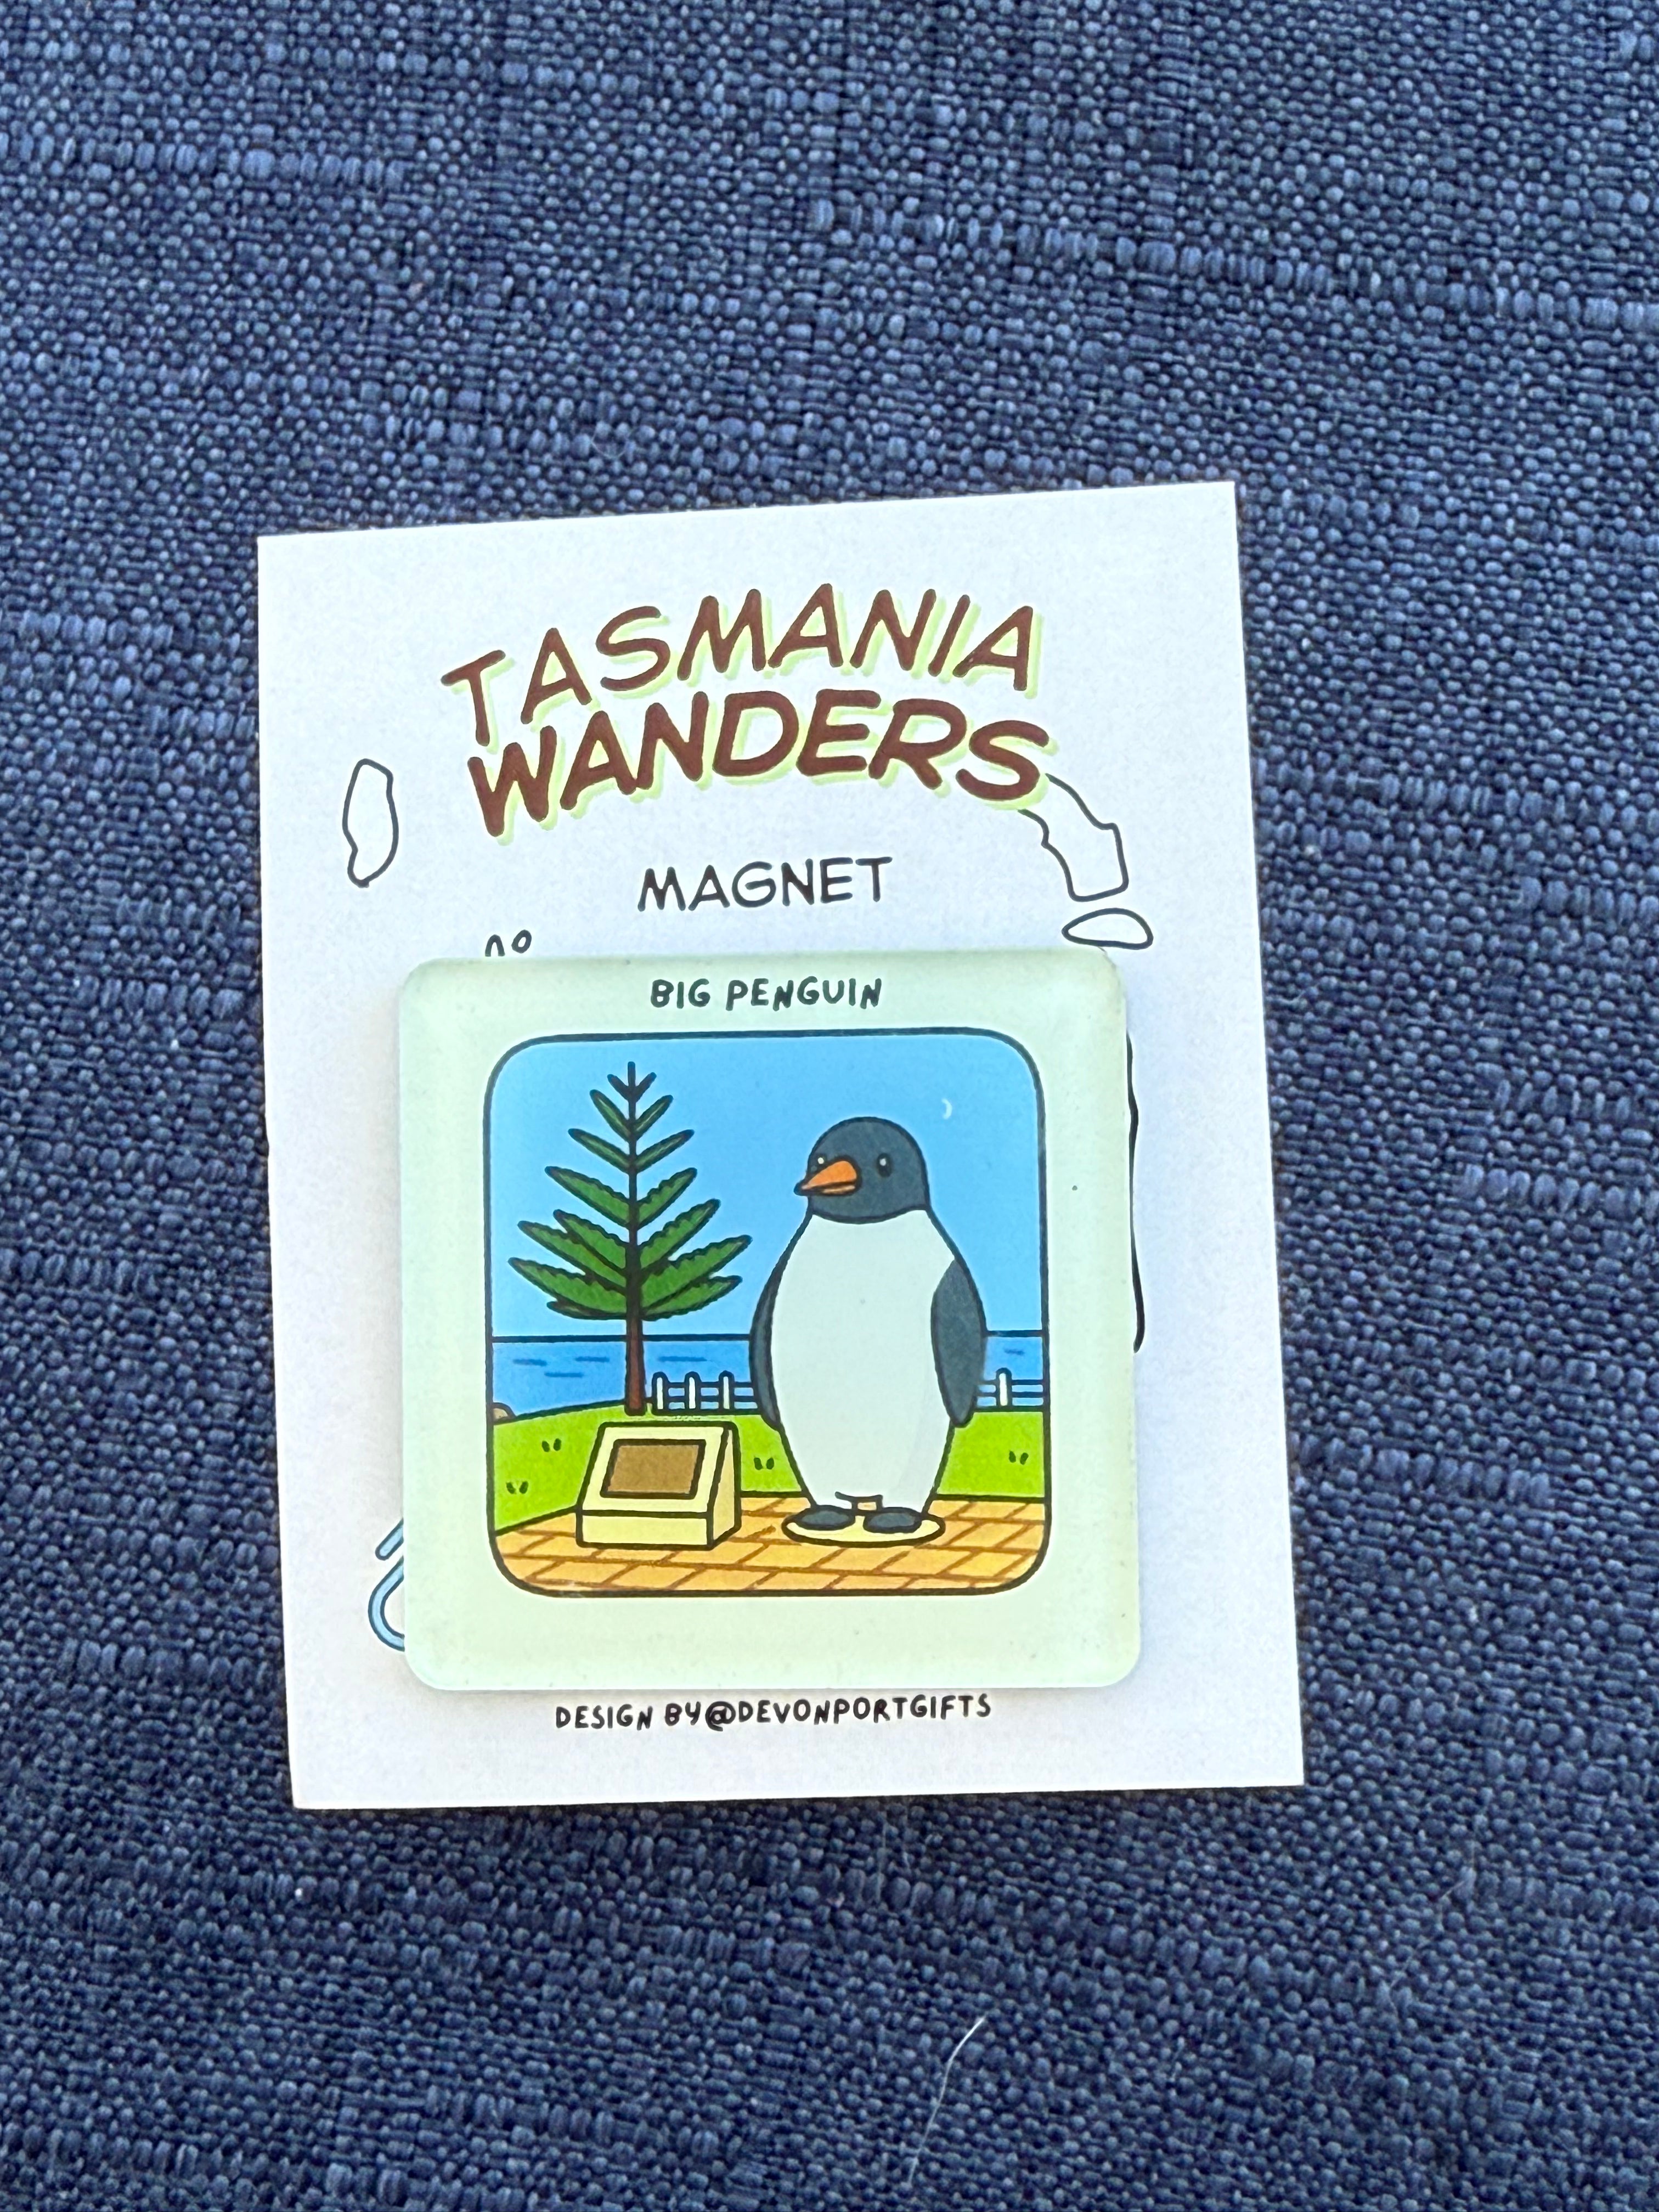 TASMANIA
WANDERS
MAGNET
BIG PENGUIN
DESIGN BY@DEVONPORTGIFTS